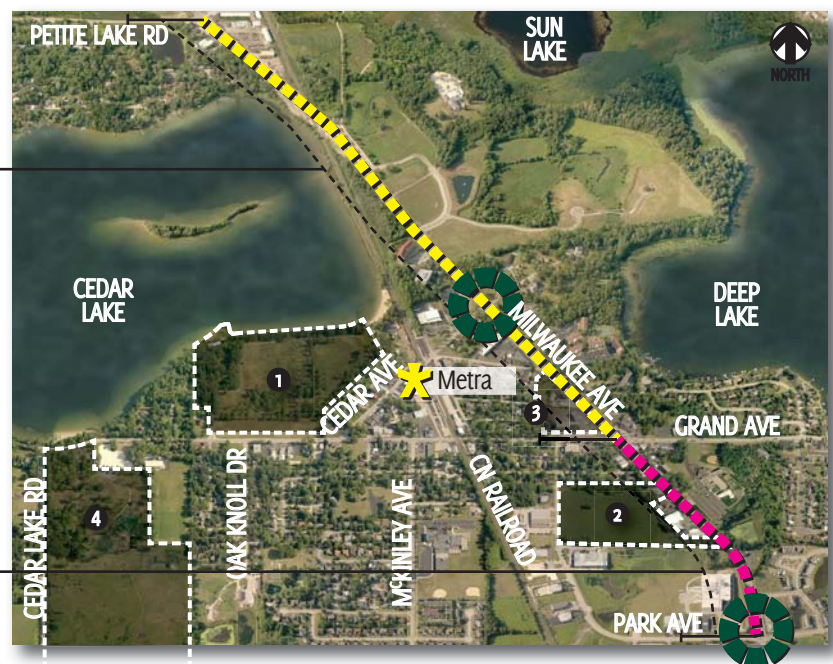 PETITE LAKE RD
SUN
LAKE
NORTH
CEDAR
LAKE
DEEP
LAKE
MILWAUKEE AVE
1
CEDAR AVE
Metra
3
GRAND AVE
CEDAR LAKE RD
4
OAK KNOLL DR
MCKINLEY AVE
CN RAILROAD
2
PARK AVE